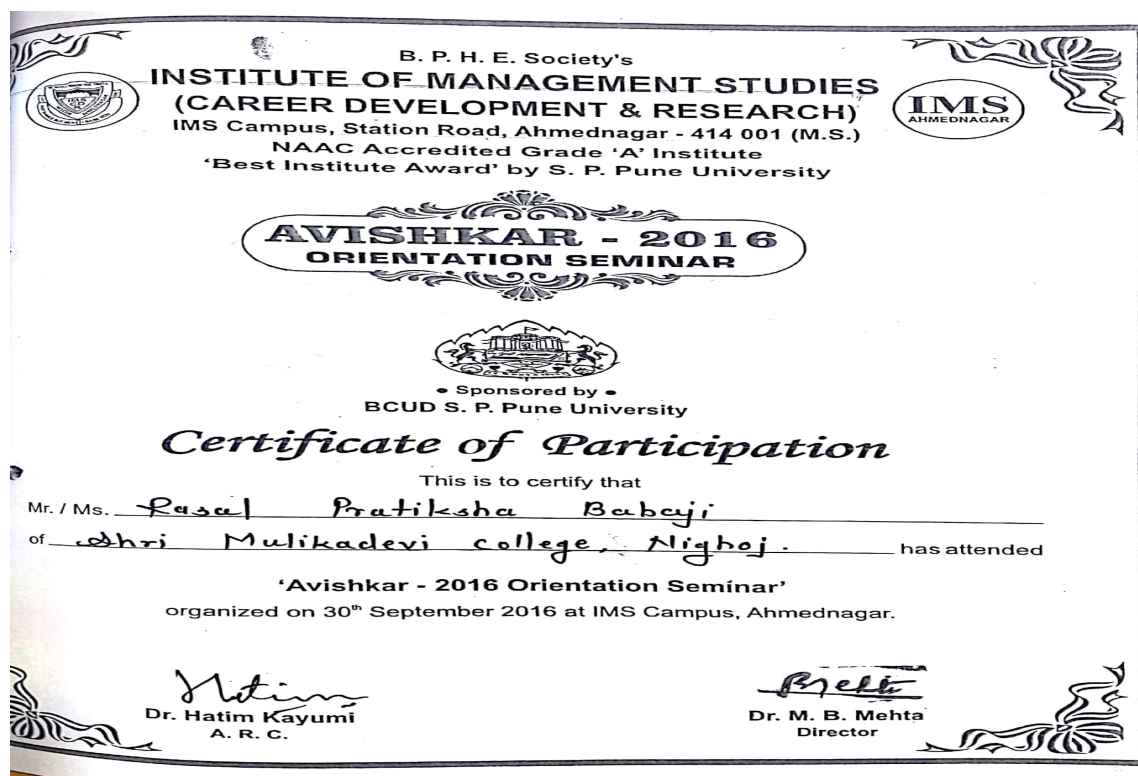 B. P. H. E. Society's
INSTITUTE OF MANAGEMENT STUDIES
(CAREER DEVELOPMENT & RESEARCH)
IMS
AHMEDNAGAR
IMS Campus, Station Road, Ahmednagar - 414 001 (M.S.)
NAAC Accredited Grade 'A' Institute
'Best Institute Award' by S. P. Pune University
AVISHKAR - 2016
ORIENTATION SEMINAR
• Sponsored by •
BCUD S. P. Pune University
Certificate of Participation
This is to certify that
Mr. / Ms. Rasal Pratiksha Babaji
of Shri Mulikadevi college, Nighoj. has attended
'Avishkar - 2016 Orientation Seminar'
organized on 30th September 2016 at IMS Campus, Ahmednagar.
Hatim
BMehta
Dr. Hatim Kayumi
Dr. M. B. Mehta
A. R. C.
Director